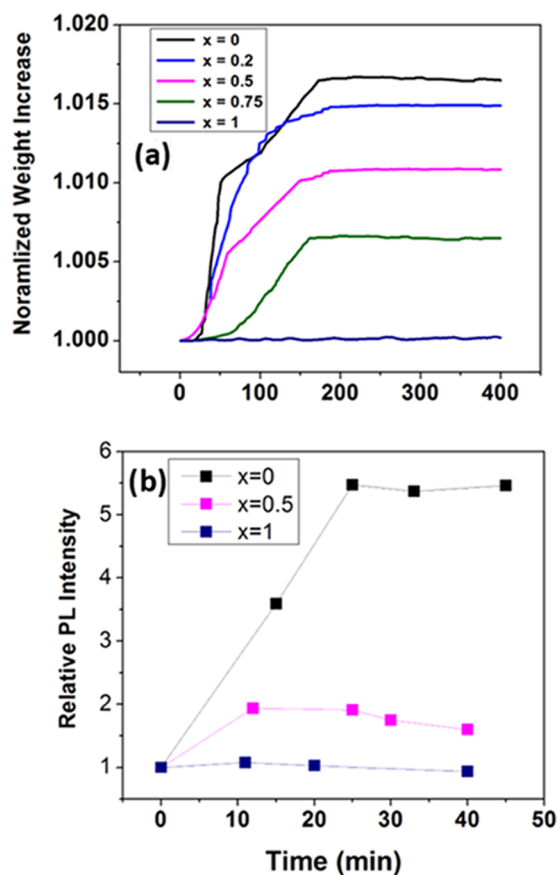 1.020
x = 0
x = 0.2
x = 0.5
x = 0.75
x = 1
1.015
(a)
1.010
1.005
1.000
Noramlized Weight Increase
0 100 200 300 400
6
(b)
x=0
x=0.5
x=1
5
4
3
2
1
Relative PL Intensity
0 10 20 30 40 50
Time (min)